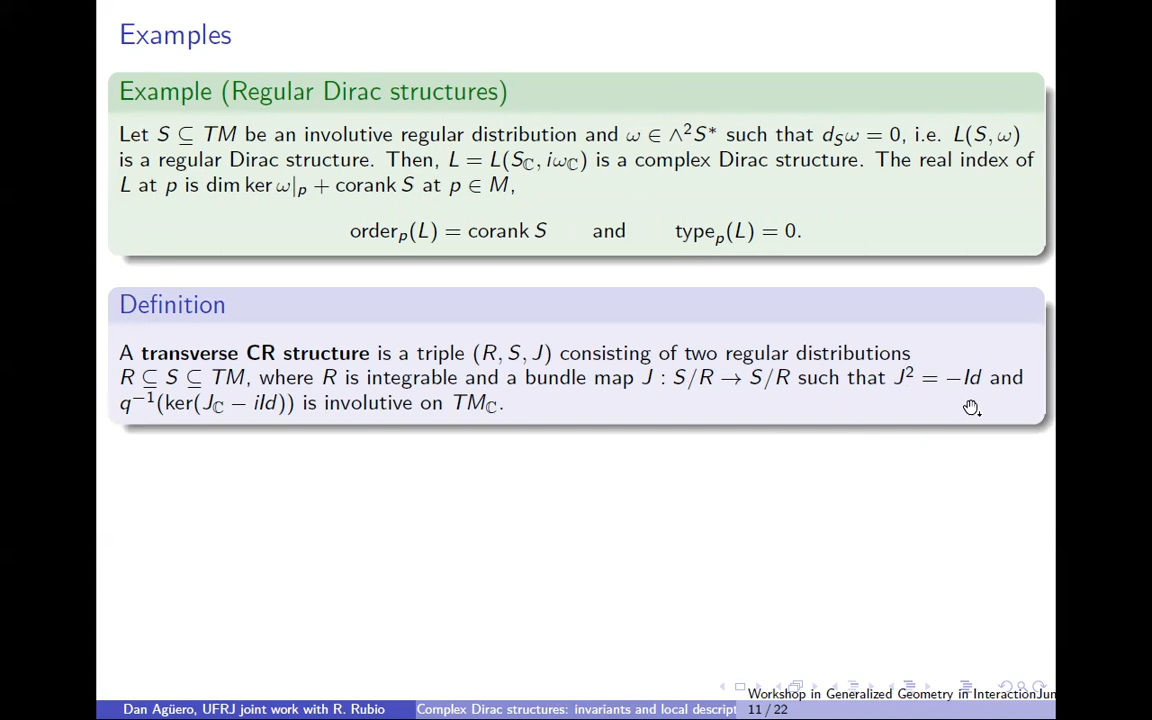 Examples
Example (Regular Dirac structures)
Let S ⊆ TM be an involutive regular distribution and ω ∈ ∧²S* such that d_Sω = 0, i.e. L(S, ω)
is a regular Dirac structure. Then, L = L(S_ℂ, iω_ℂ) is a complex Dirac structure. The real index of
L at p is dim ker ω|_p + corank S at p ∈ M,
order_p(L) = corank S and type_p(L) = 0.
Definition
A transverse CR structure is a triple (R, S, J) consisting of two regular distributions
R ⊆ S ⊆ TM, where R is integrable and a bundle map J : S/R → S/R such that J² = −Id and
q⁻¹(ker(J_ℂ − iId)) is involutive on TM_ℂ.
Workshop in Generalized Geometry in InteractionJun
Dan Agüero, UFRJ joint work with R. Rubio
Complex Dirac structures: invariants and local descript
11 / 22